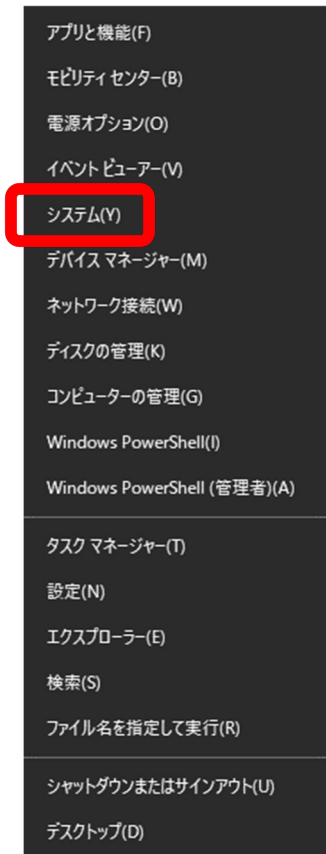 アプリと機能(F)
モビリティ センター(B)
電源オプション(O)
イベント ビューアー(V)
システム(Y)
デバイス マネージャー(M)
ネットワーク接続(W)
ディスクの管理(K)
コンピューターの管理(G)
Windows PowerShell(I)
Windows PowerShell (管理者)(A)
タスク マネージャー(T)
設定(N)
エクスプローラー(E)
検索(S)
ファイル名を指定して実行(R)
シャットダウンまたはサインアウト(U)
デスクトップ(D)